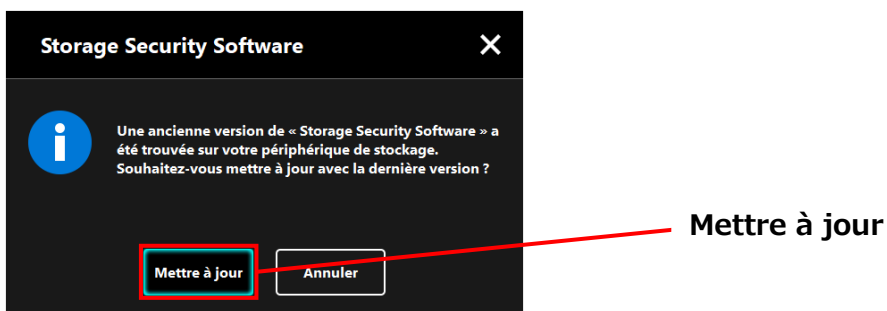 Storage Security Software
Une ancienne version de « Storage Security Software » a
été trouvée sur votre périphérique de stockage.
Souhaitez-vous mettre à jour avec la dernière version ?
Mettre à jour
Mettre à jour
Annuler